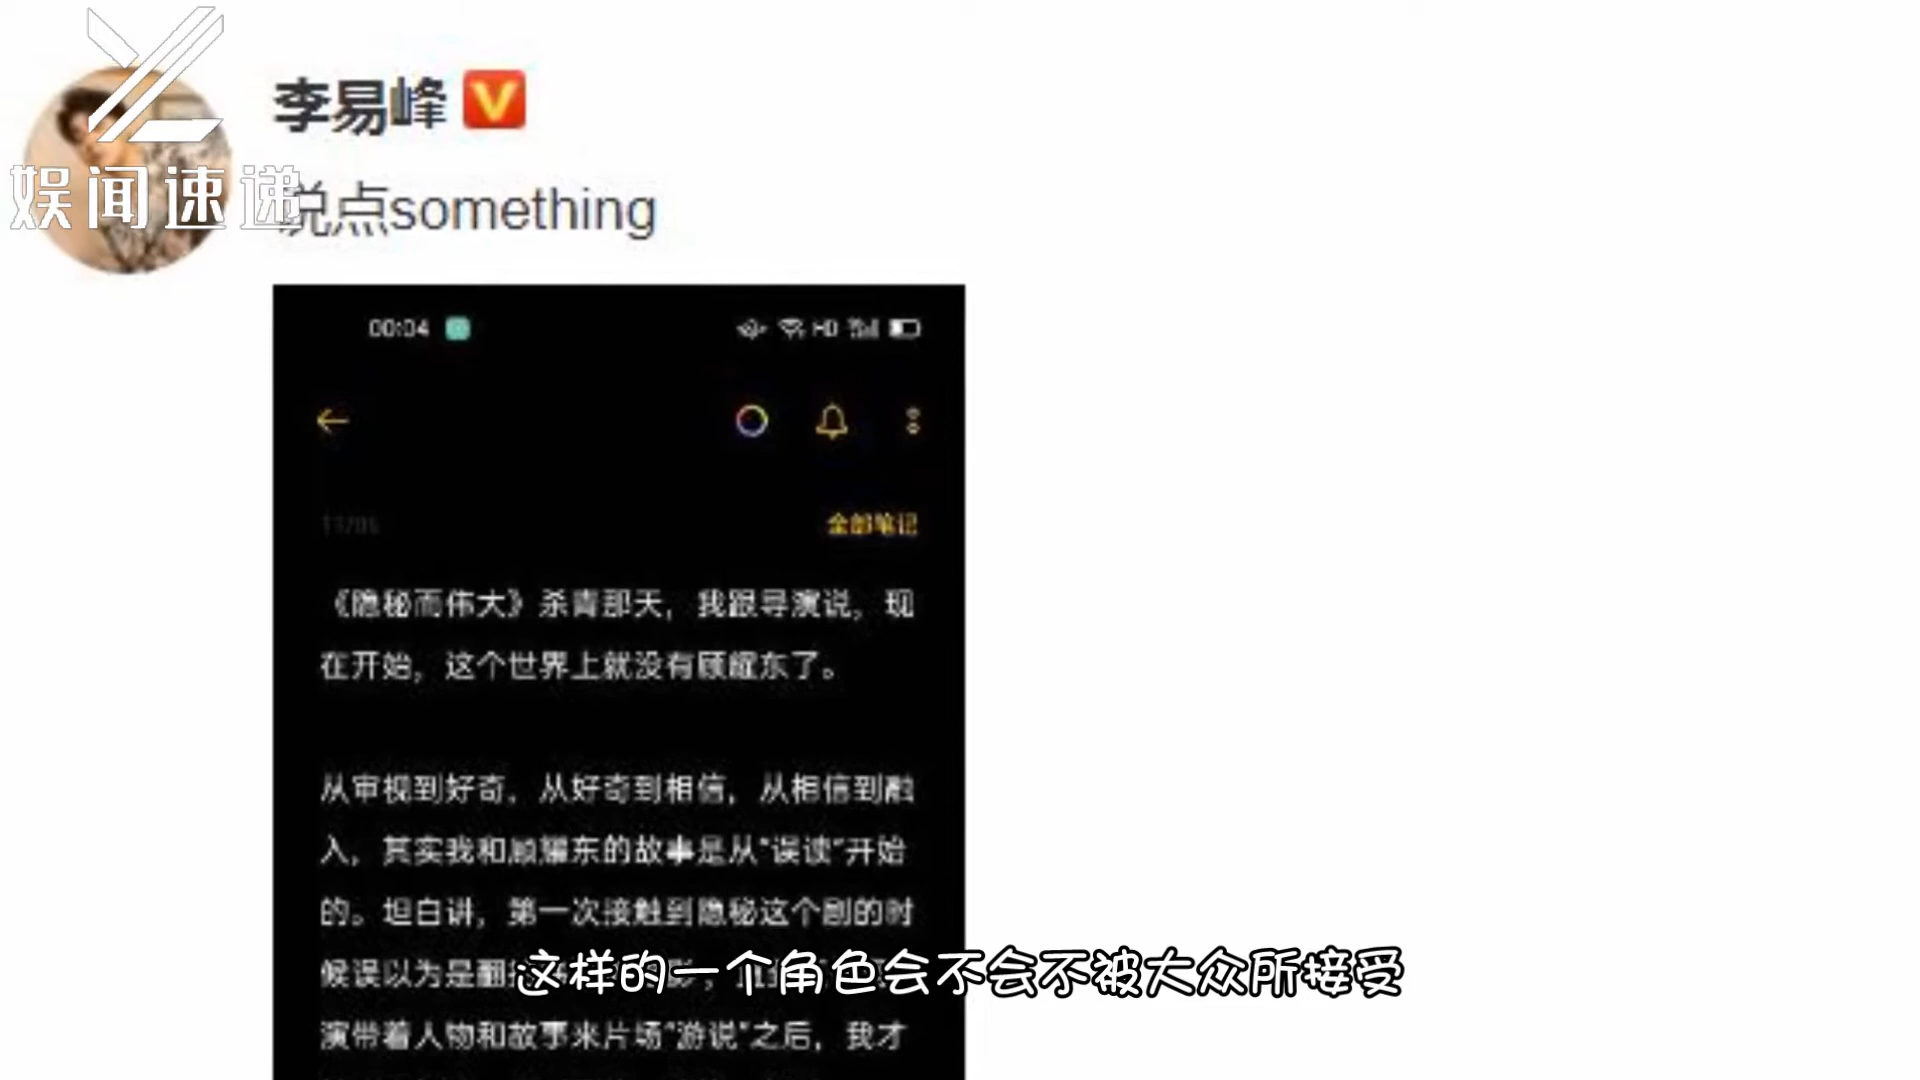 李易峰
娱闻速递
说点something
00:04
HD
全部笔记
《隐秘而伟大》杀青那天，我跟导演说，现
在开始，这个世界上就没有顾耀东了。
从审视到好奇，从好奇到相信，从相信到融
入，其实我和顾耀东的故事是从“误读”开始
的。坦白讲，第一次接触到隐秘这个剧的时
候误以为是翻
这样的一个角色会不会不被大众所接受
演带着人物和故事来片场“游说”之后，我才